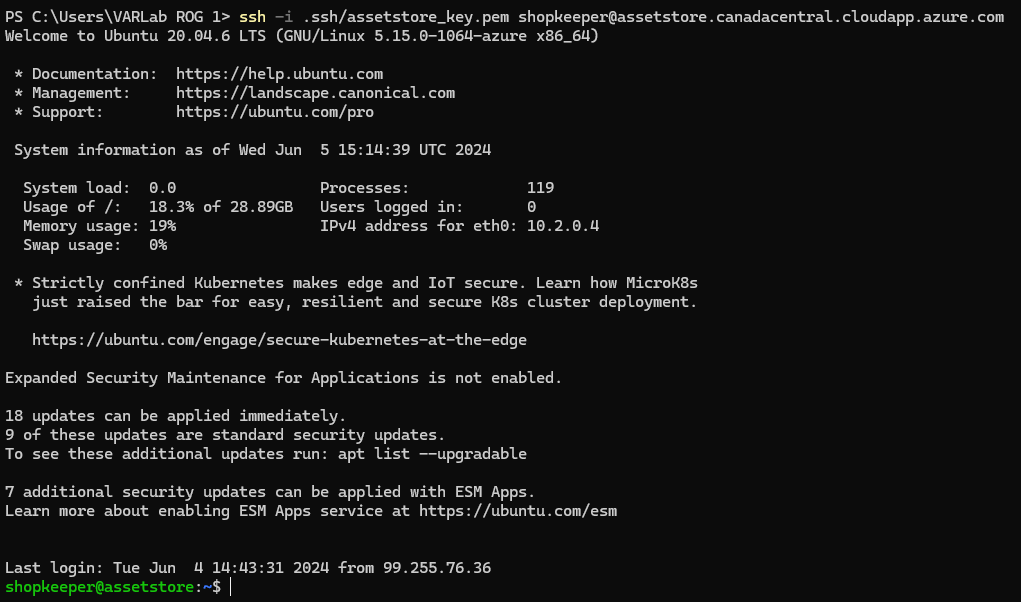 PS C:\Users\VARLab ROG 1> ssh -i .ssh/assetstore_key.pem shopkeeper@assetstore.canadacentral.cloudapp.azure.com
Welcome to Ubuntu 20.04.6 LTS (GNU/Linux 5.15.0-1064-azure x86_64)

 * Documentation:  https://help.ubuntu.com
 * Management:     https://landscape.canonical.com
 * Support:        https://ubuntu.com/pro

 System information as of Wed Jun  5 15:14:39 UTC 2024

  System load:  0.0                Processes:             119
  Usage of /:   18.3% of 28.89GB   Users logged in:       0
  Memory usage: 19%                IPv4 address for eth0: 10.2.0.4
  Swap usage:   0%

 * Strictly confined Kubernetes makes edge and IoT secure. Learn how MicroK8s
   just raised the bar for easy, resilient and secure K8s cluster deployment.

   https://ubuntu.com/engage/secure-kubernetes-at-the-edge

Expanded Security Maintenance for Applications is not enabled.

18 updates can be applied immediately.
9 of these updates are standard security updates.
To see these additional updates run: apt list --upgradable

7 additional security updates can be applied with ESM Apps.
Learn more about enabling ESM Apps service at https://ubuntu.com/esm


Last login: Tue Jun  4 14:43:31 2024 from 99.255.76.36
shopkeeper@assetstore:~$